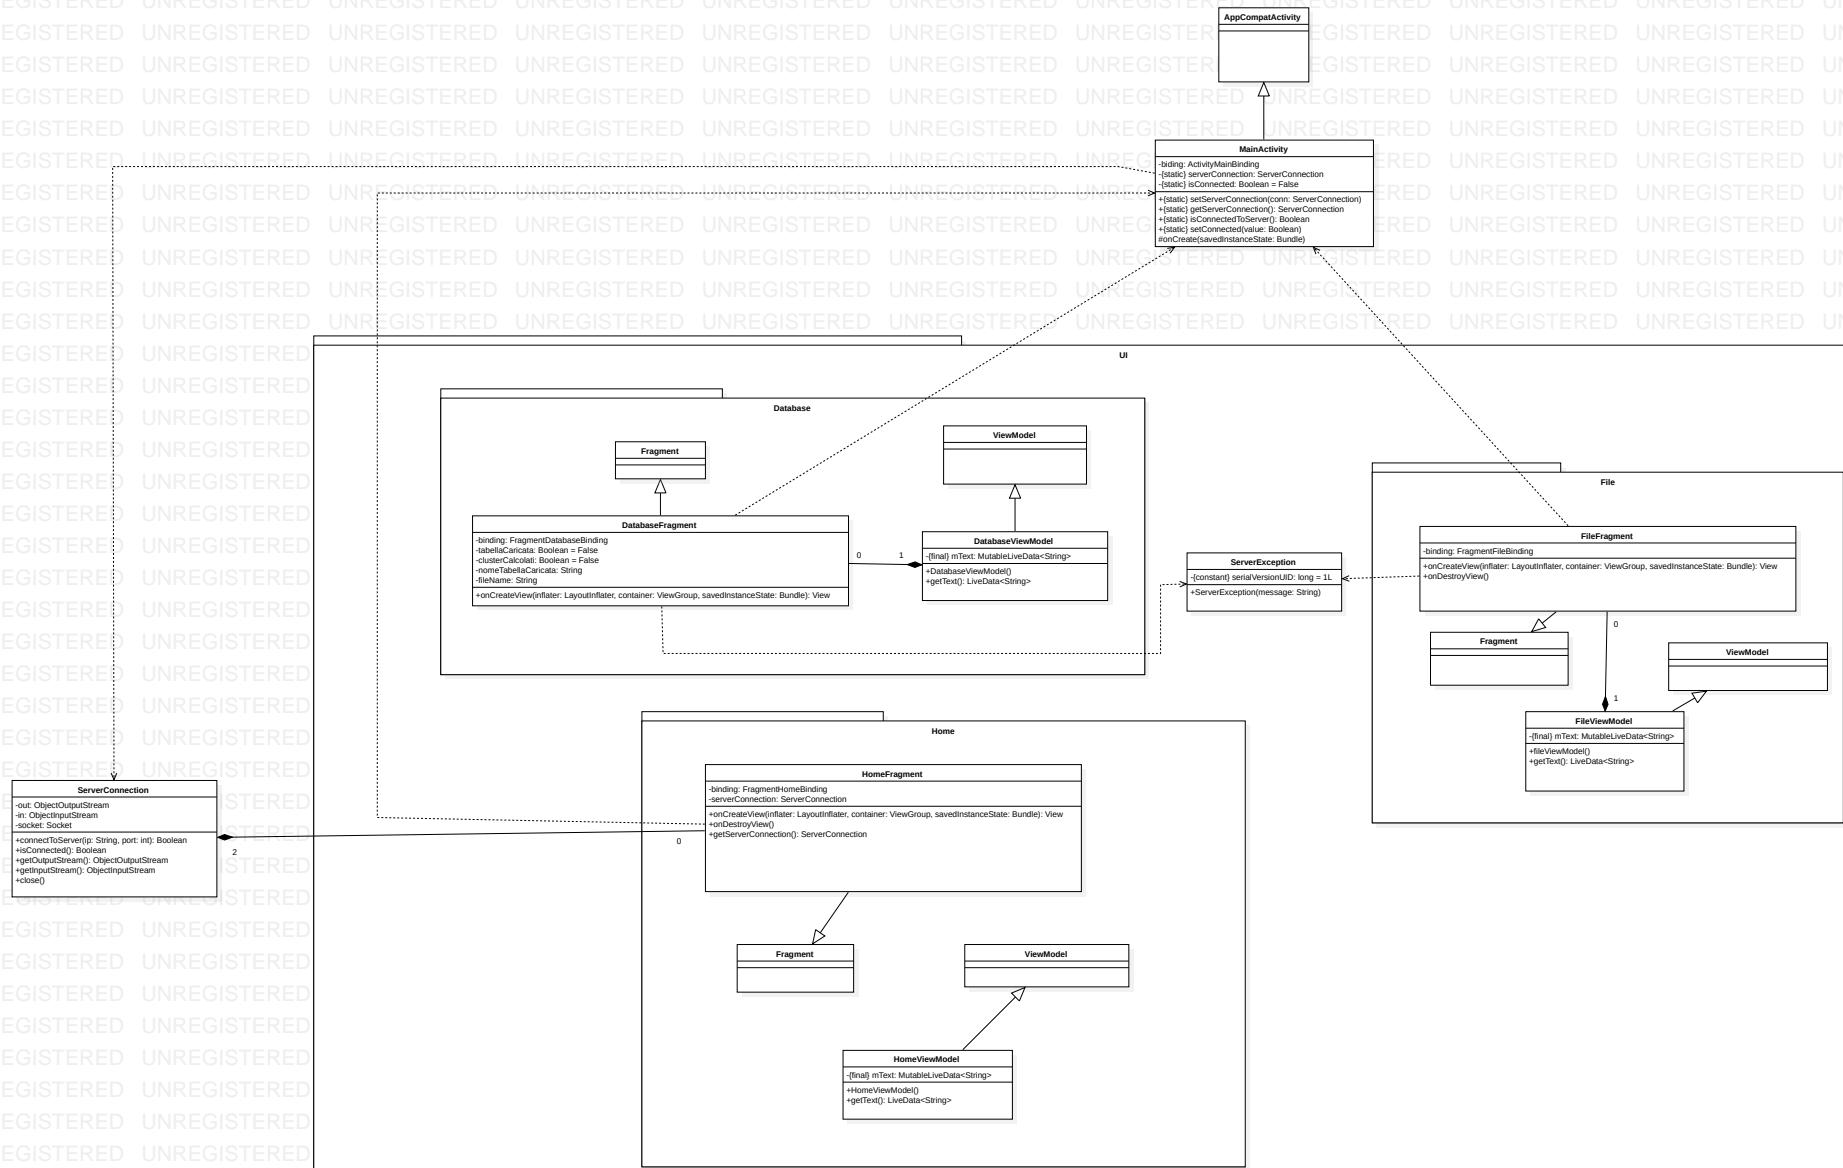 AppCompatActivity
MainActivity
-biding: ActivityMainBinding
-{static} serverConnection: ServerConnection
-{static} isConnected: Boolean = False
+{static} setServerConnection(conn: ServerConnection)
+{static} getServerConnection(): ServerConnection
+{static} isConnectedToServer(): Boolean
+{static} setConnected(value: Boolean)
#onCreate(savedInstanceState: Bundle)
UI
Database
Fragment
ViewModel
DatabaseFragment
-binding: FragmentDatabaseBinding
-tabellaCaricata: Boolean = False
-clusterCalcolati: Boolean = False
-nomeTabellaCaricata: String
-fileName: String
+onCreateView(inflater: LayoutInflater, container: ViewGroup, savedInstanceState: Bundle): View
0
1
DatabaseViewModel
-{final} mText: MutableLiveData<String>
+DatabaseViewModel()
+getText(): LiveData<String>
ServerException
-{constant} serialVersionUID: long = 1L
+ServerException(message: String)
File
FileFragment
-binding: FragmentFileBinding
+onCreateView(inflater: LayoutInflater, container: ViewGroup, savedInstanceState: Bundle): View
+onDestroyView()
0
Fragment
ViewModel
1
FileViewModel
-{final} mText: MutableLiveData<String>
+fileViewModel()
+getText(): LiveData<String>
Home
HomeFragment
-binding: FragmentHomeBinding
-serverConnection: ServerConnection
+onCreateView(inflater: LayoutInflater, container: ViewGroup, savedInstanceState: Bundle): View
+onDestroyView()
+getServerConnection(): ServerConnection
0
2
ServerConnection
-out: ObjectOutputStream
-in: ObjectInputStream
-socket: Socket
+connectToServer(ip: String, port: int): Boolean
+isConnected(): Boolean
+getOutputStream(): ObjectOutputStream
+getInputStream(): ObjectInputStream
+close()
Fragment
ViewModel
HomeViewModel
-{final} mText: MutableLiveData<String>
+HomeViewModel()
+getText(): LiveData<String>
UNREGISTERED